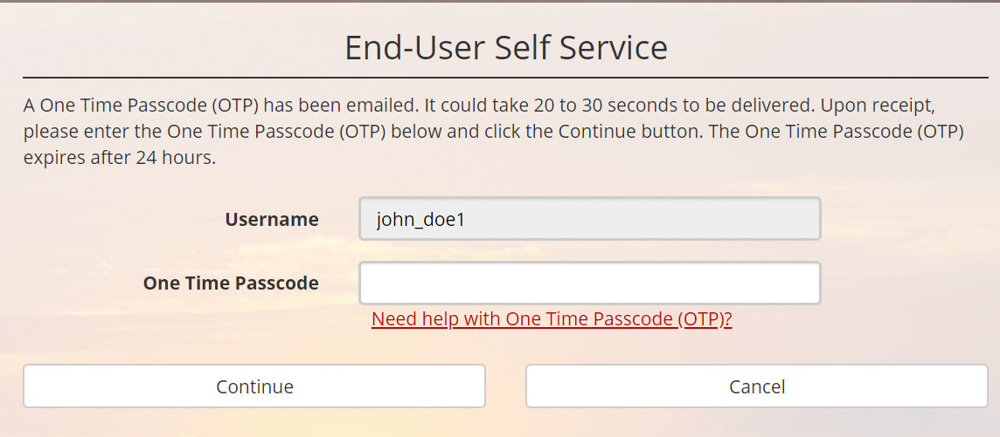 End-User Self Service
A One Time Passcode (OTP) has been emailed. It could take 20 to 30 seconds to be delivered. Upon receipt,
please enter the One Time Passcode (OTP) below and click the Continue button. The One Time Passcode (OTP)
expires after 24 hours.
Username john_doe1
One Time Passcode
Need help with One Time Passcode (OTP)?
Continue Cancel